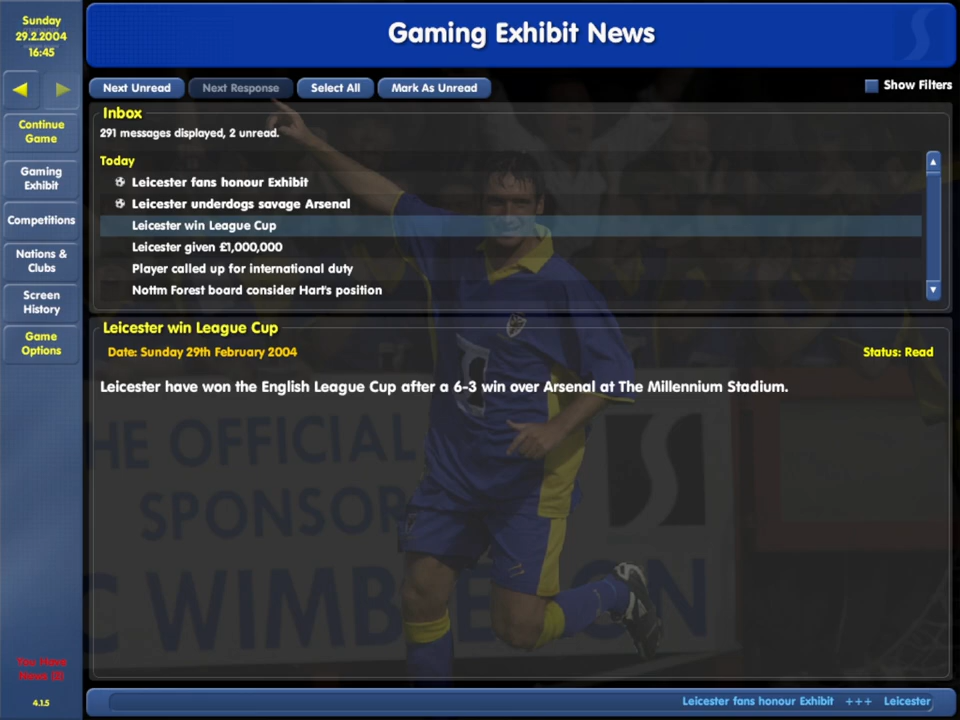 Sunday
29.2.2004
16:45
Gaming Exhibit News
Next Unread
Next Response
Select All
Mark As Unread
Show Filters
Continue
Game
Gaming
Exhibit
Competitions
Nations &
Clubs
Screen
History
Game
Options
Inbox
291 messages displayed, 2 unread.
Today
Leicester fans honour Exhibit
Leicester underdogs savage Arsenal
Leicester win League Cup
Leicester given £1,000,000
Player called up for international duty
Nottm Forest board consider Hart's position
Leicester win League Cup
Date: Sunday 29th February 2004
Status: Read
Leicester have won the English League Cup after a 6-3 win over Arsenal at The Millennium Stadium.
HE OFFICIAL
SPONSOR
C WIMBLEDON
You Have
News (2)
4.1.5
Leicester fans honour Exhibit +++ Leicester